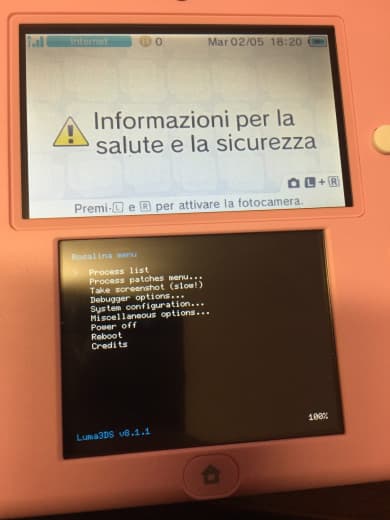 Internet 0 Mar 02/05 18:20
Informazioni per la
salute e la sicurezza
L + R
Premi L e R per attivare la fotocamera.
Rosalina menu
Process list
Process patches menu...
Take screenshot (slow!)
Debugger options...
System configuration...
Miscellaneous options...
Power off
Reboot
Credits
100%
Luma3DS v8.1.1